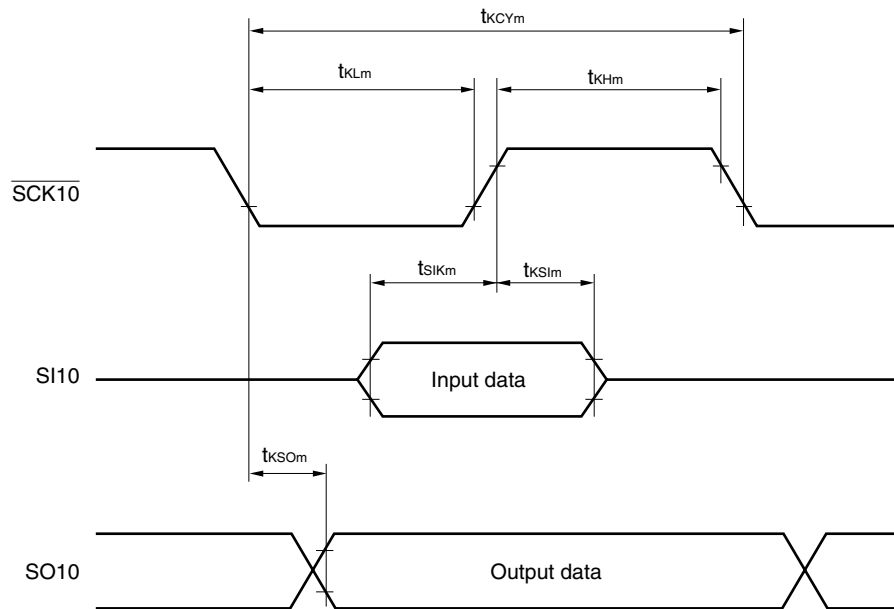 tKCYm
tKLm
tKHm
SCK10
tSIKm
tKSIm
SI10
Input data
tKSOm
SO10
Output data